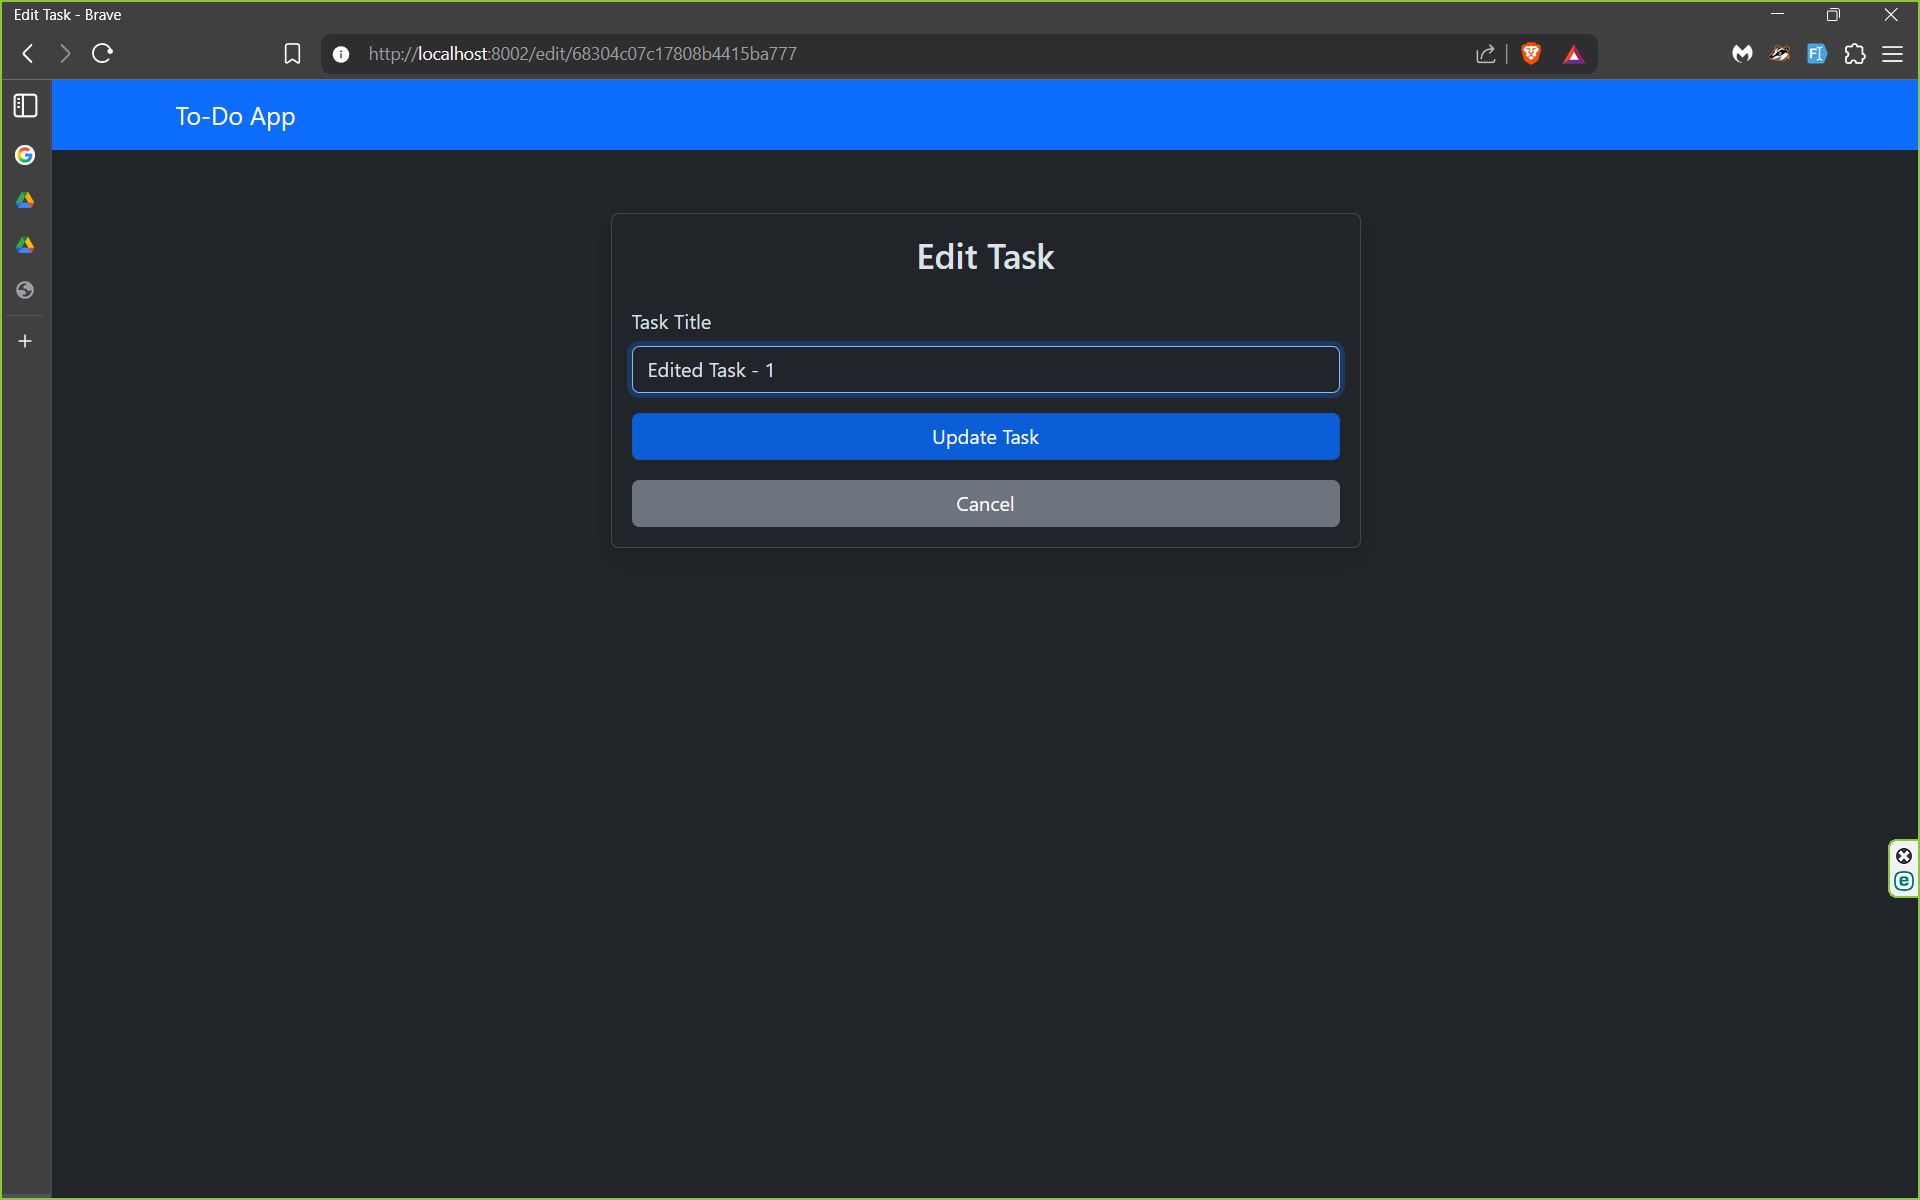 Edit Task - Brave
http://localhost:8002/edit/68304c07c17808b4415ba777
To-Do App
Edit Task
Task Title
Edited Task - 1
Update Task
Cancel